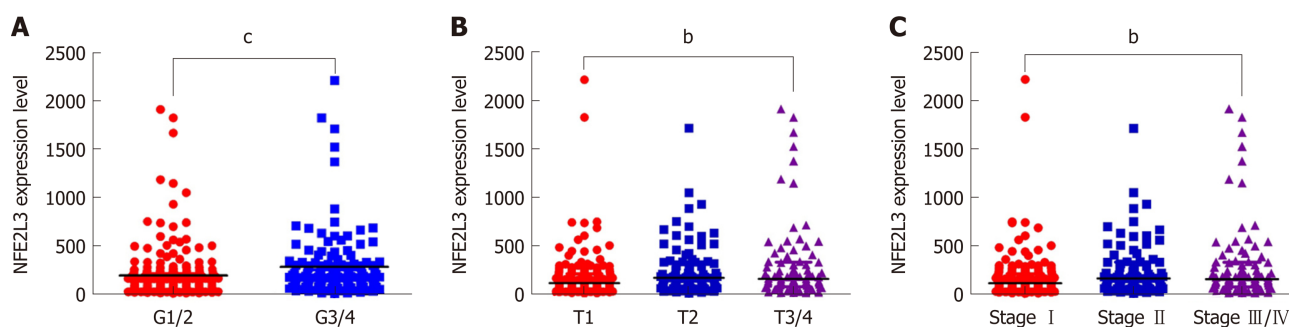 A
c
NFE2L3 expression level
2500
2000
1500
1000
500
0
G1/2 G3/4
B
b
NFE2L3 expression level
2500
2000
1500
1000
500
0
T1 T2 T3/4
C
b
NFE2L3 expression level
2500
2000
1500
1000
500
0
Stage Ⅰ Stage Ⅱ Stage Ⅲ/Ⅳ